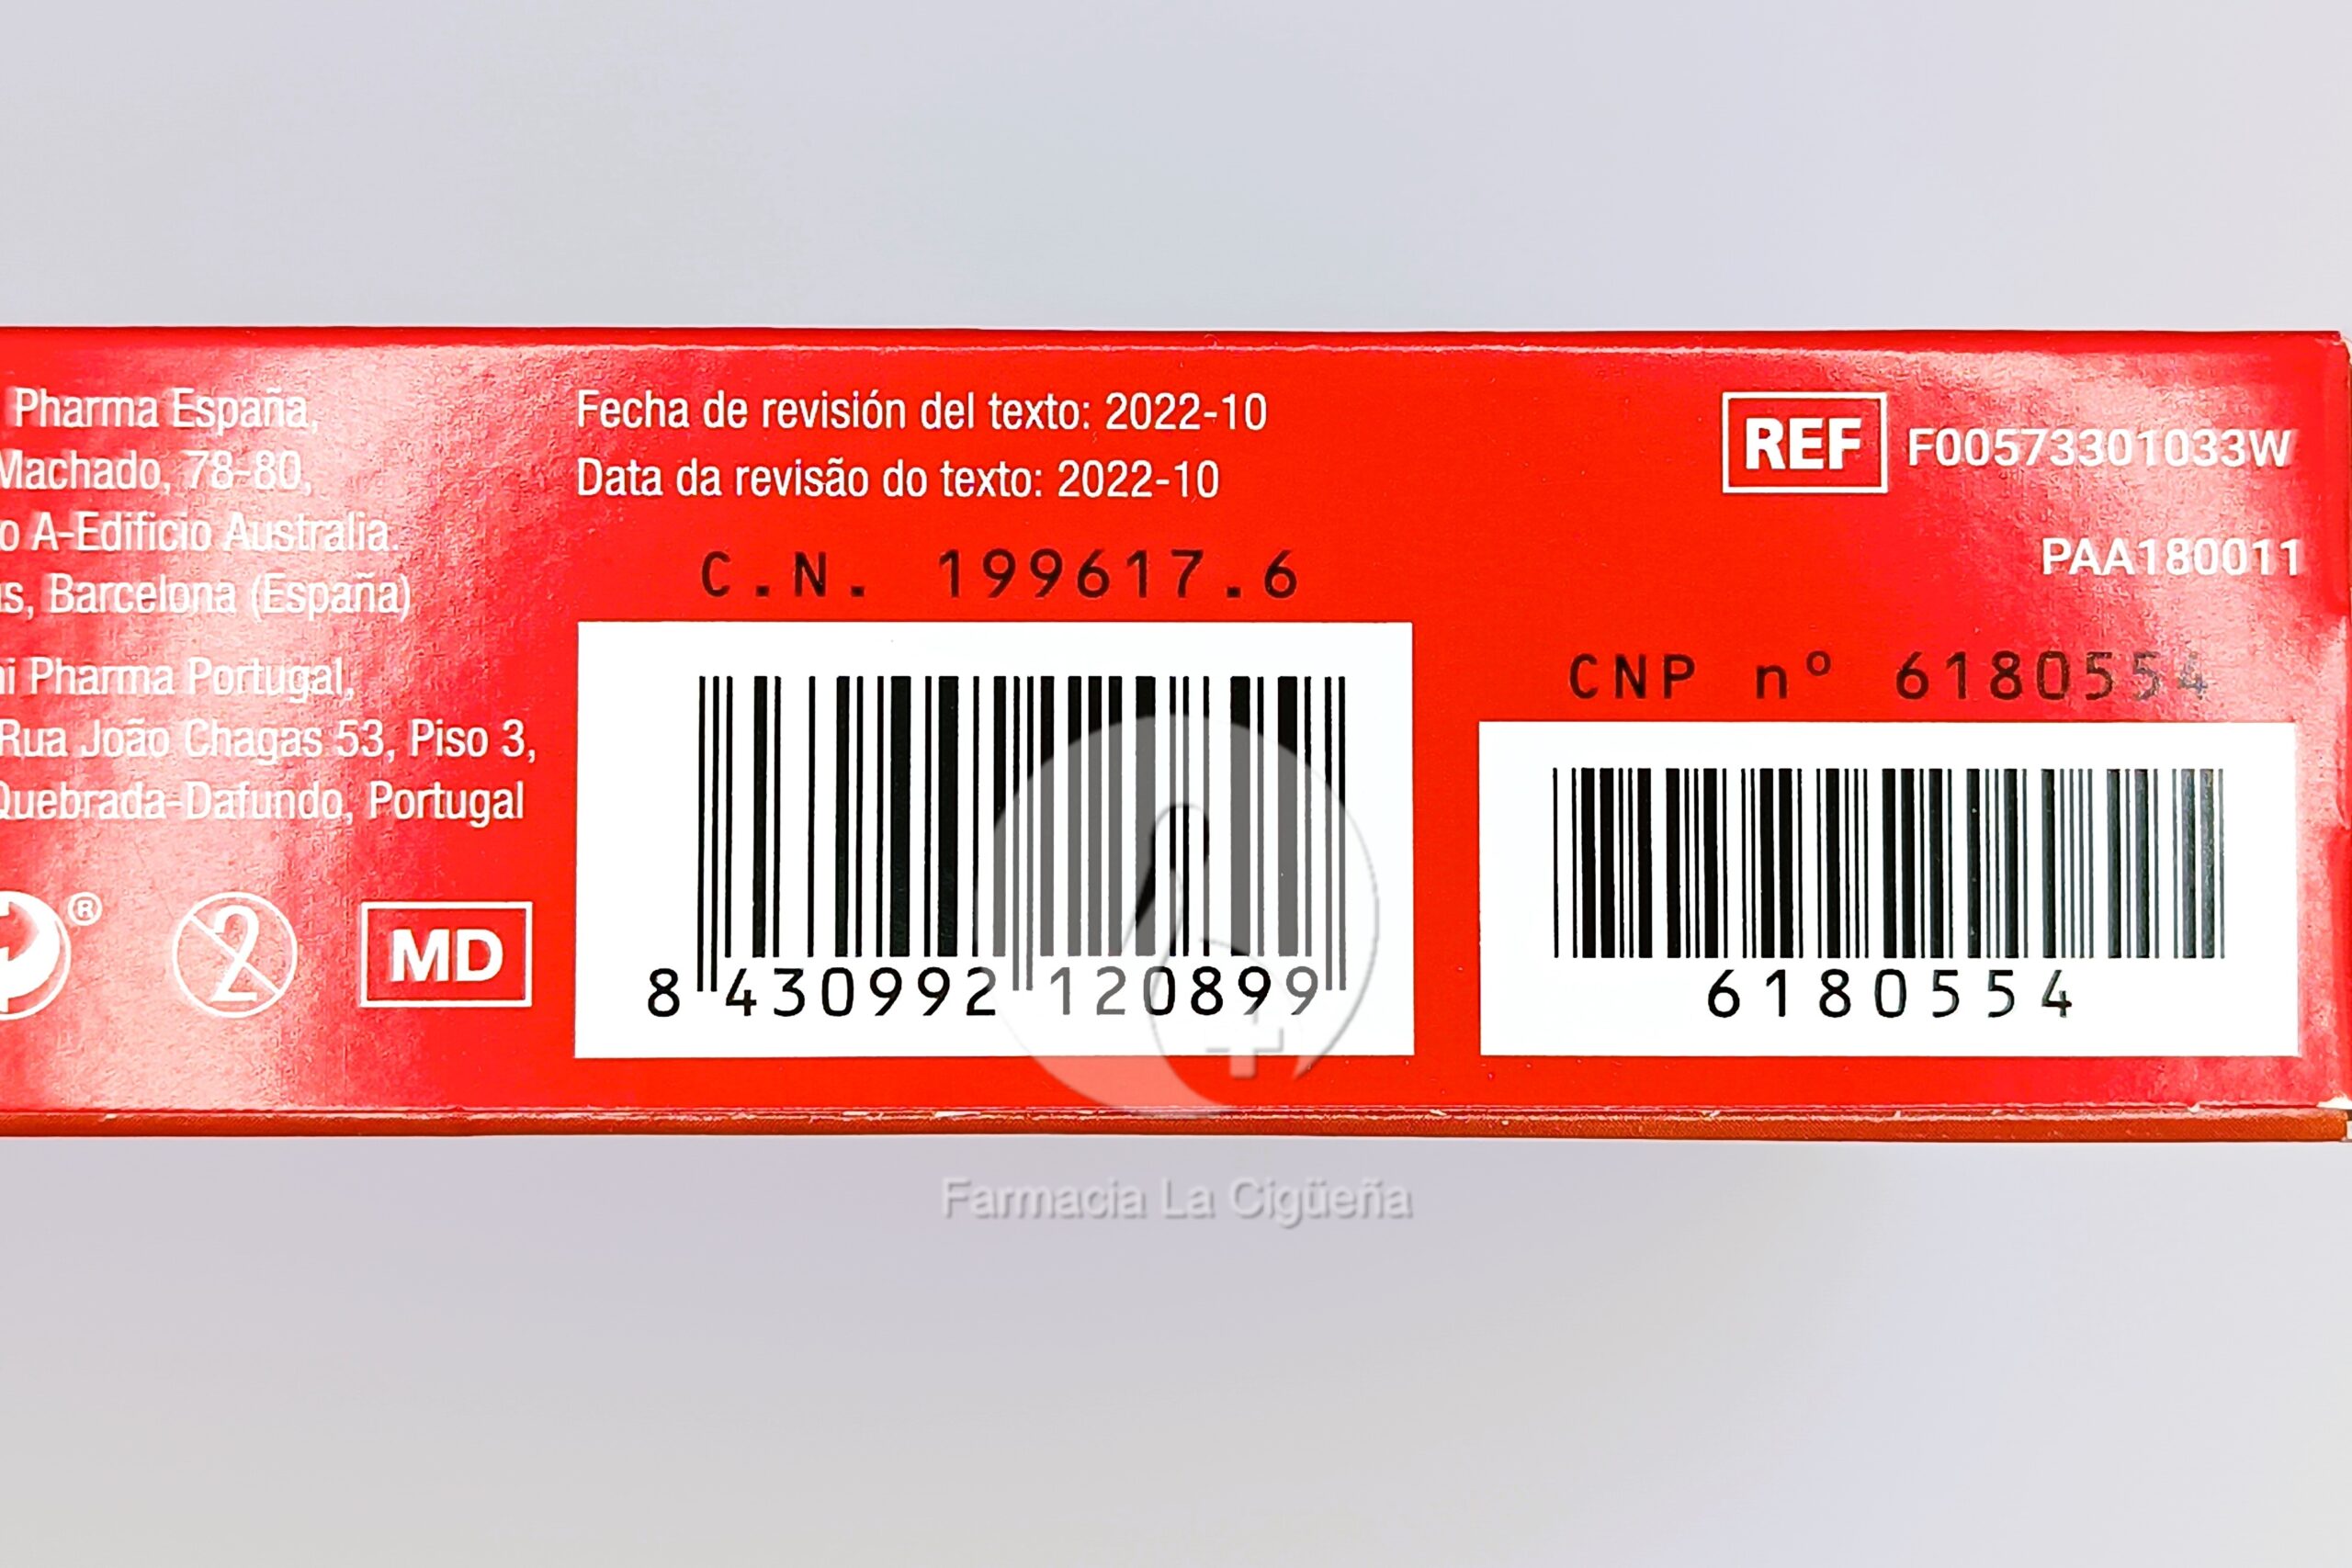 Pharma España,
Machado, 78-80,
o A-Edificio Australia.
s, Barcelona (España)
ni Pharma Portugal,
Rua João Chagas 53, Piso 3,
Quebrada-Dafundo, Portugal
®
2
MD
Fecha de revisión del texto: 2022-10
Data da revisão do texto: 2022-10
C.N. 199617.6
8 430992 120899
REF F00573301033W
PAA180011
CNP nº 6180554
6180554
Farmacia La Cigüeña